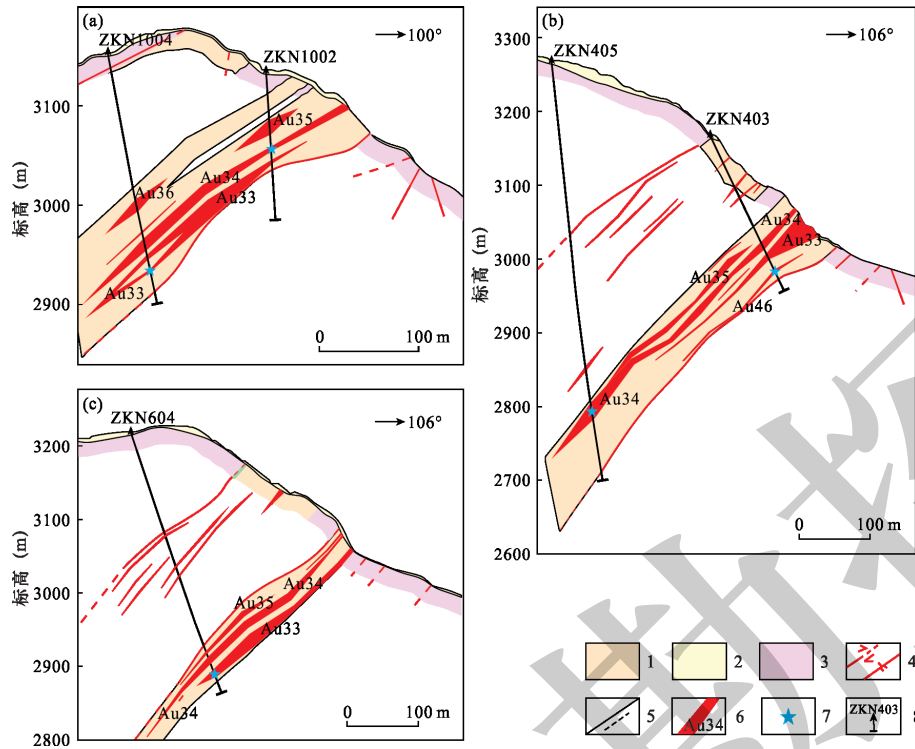 (a)
ZKN1004
100°
ZKN1002
3100
3000
2900
标高 (m)
Au35
Au36
Au34
Au33
Au33
0 100 m
(b)
ZKN405
106°
3300
3200
3100
3000
2900
2800
2700
2600
标高 (m)
ZKN403
Au34
Au33
Au35
Au46
Au34
0 100 m
(c)
ZKN604
106°
3200
3100
3000
2900
2800
标高 (m)
Au34
Au35
Au33
Au34
0 100 m
1
2
3
4
5
Au34 6
7
ZKN403 8